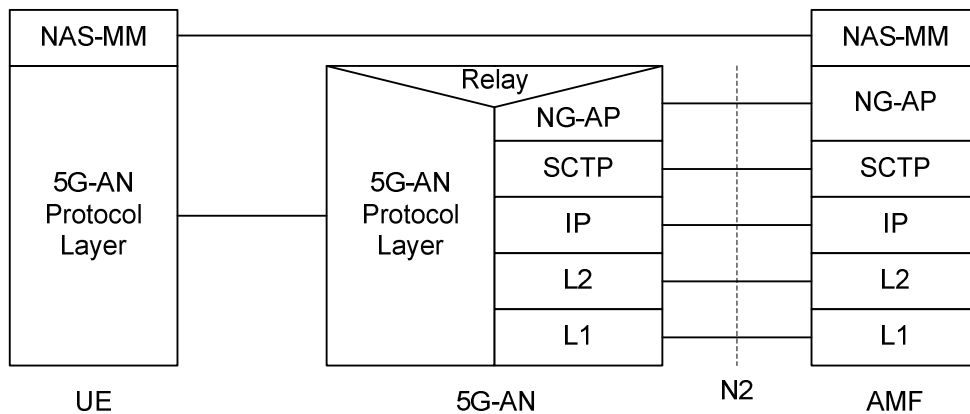 NAS-MM
5G-AN
Protocol
Layer
UE
Relay
5G-AN
Protocol
Layer
NG-AP
SCTP
IP
L2
L1
5G-AN
N2
NAS-MM
NG-AP
SCTP
IP
L2
L1
AMF